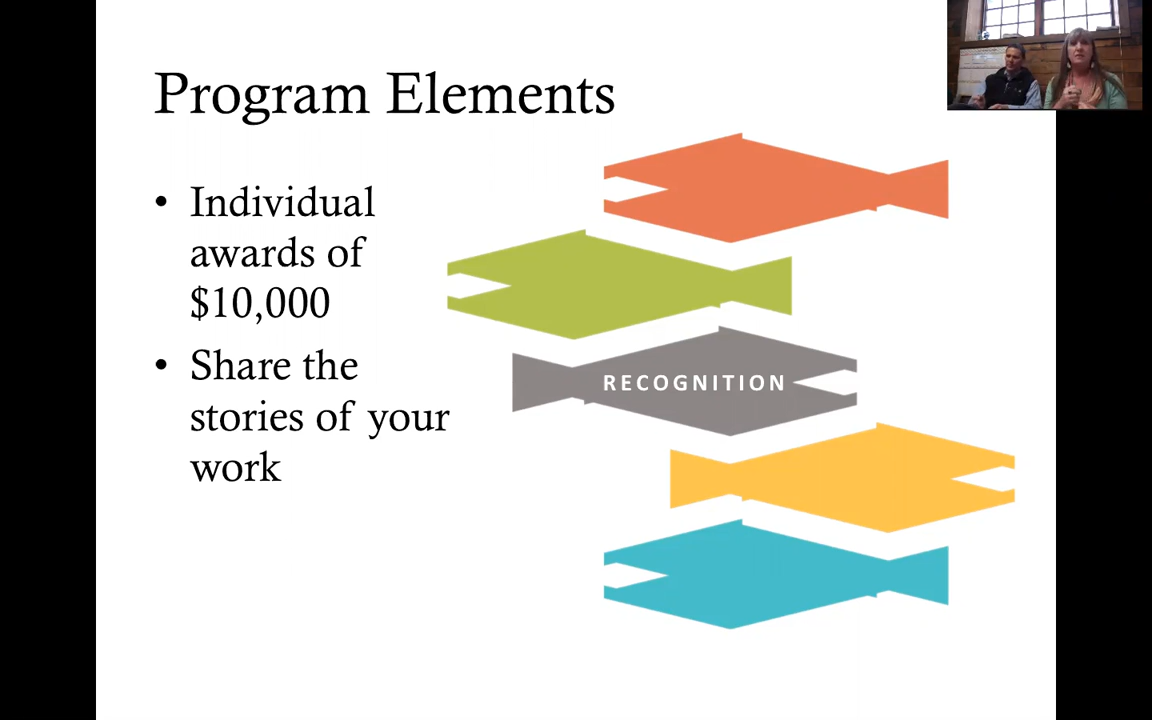 Program Elements
• Individual
awards of
$10,000
• Share the
stories of your
work
RECOGNITION